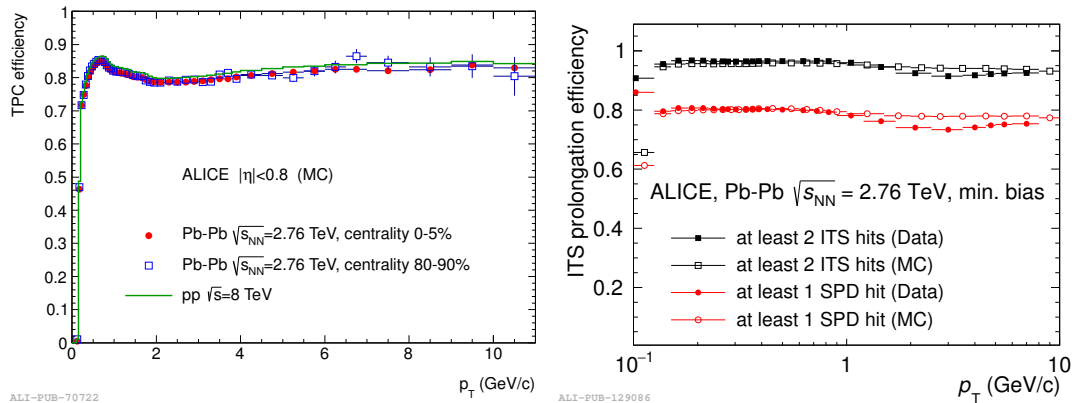 TPC efficiency
1
0.9
0.8
0.7
0.6
0.5
0.4
0.3
0.2
0.1
0
ALICE |η|<0.8 (MC)
Pb-Pb √s_NN=2.76 TeV, centrality 0-5%
Pb-Pb √s_NN=2.76 TeV, centrality 80-90%
pp √s=8 TeV
0 2 4 6 8 10
p_T (GeV/c)
ALI-PUB-70722
ITS prolongation efficiency
1
0.8
0.6
0.4
0.2
ALICE, Pb-Pb √s_NN = 2.76 TeV, min. bias
at least 2 ITS hits (Data)
at least 2 ITS hits (MC)
at least 1 SPD hit (Data)
at least 1 SPD hit (MC)
10⁻¹ 1 10
p_T (GeV/c)
ALI-PUB-129086